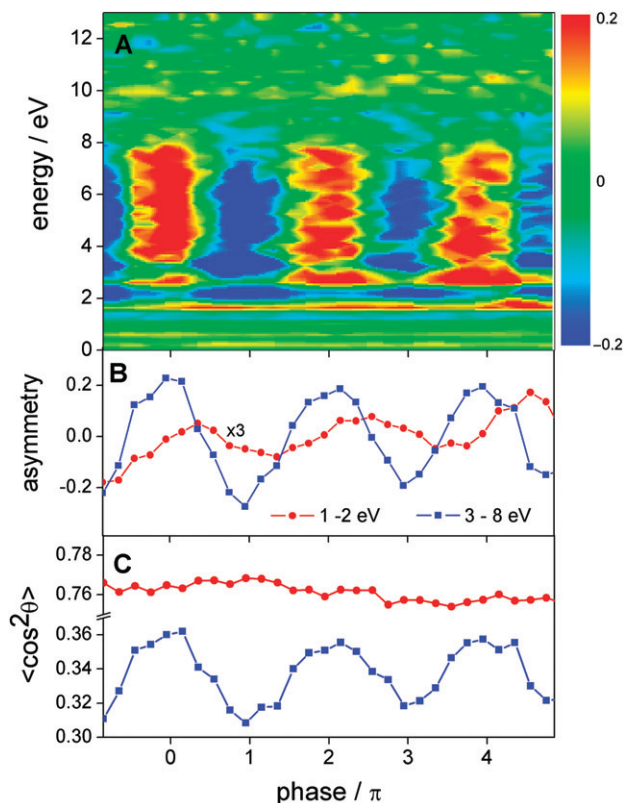 A
energy / eV
12
10
8
6
4
2
0
0.2
0
−0.2
B
asymmetry
0.2
0.0
-0.2
x3
1 -2 eV
3 - 8 eV
C
<cos²θ>
0.78
0.76
0.36
0.34
0.32
0.30
0
1
2
3
4
phase / π